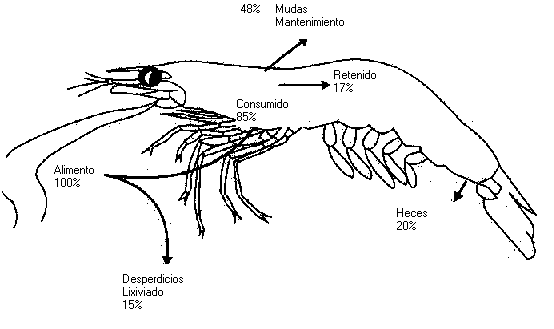 48% Mudas
Mantenimiento
Retenido
17%
Consumido
85%
Alimento
100%
Heces
20%
Desperdicios
Lixiviado
15%